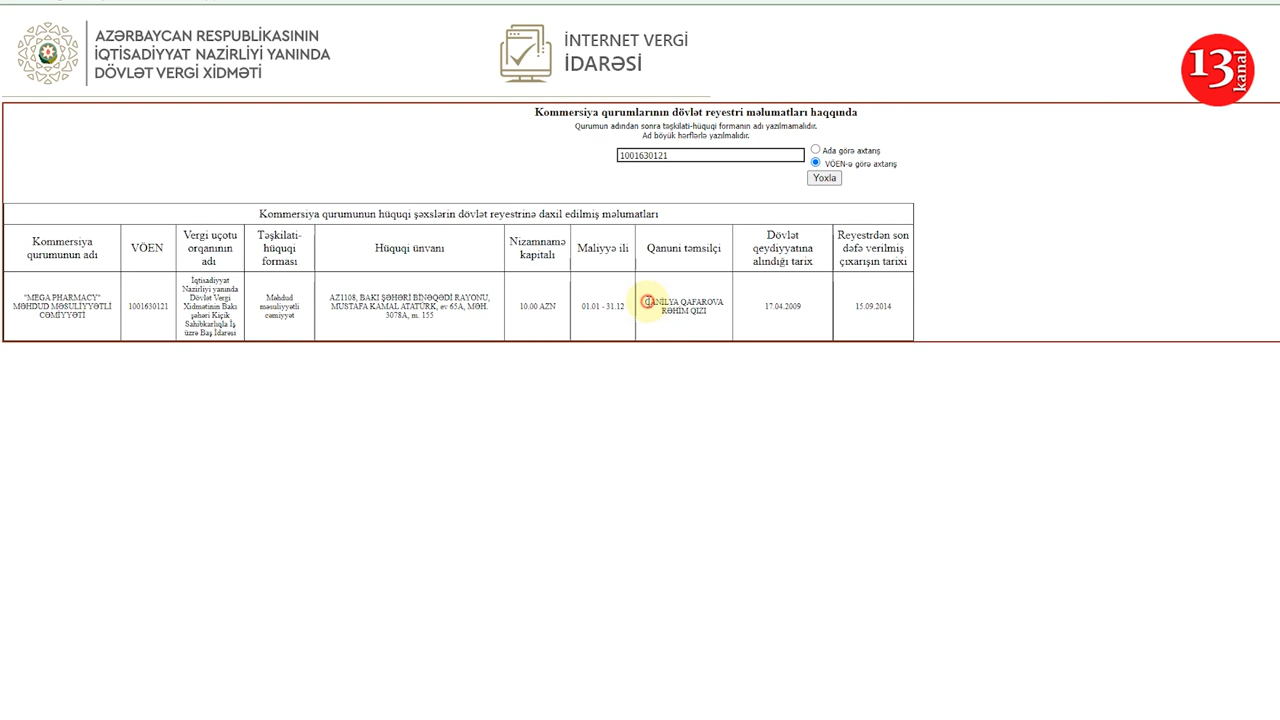 AZƏRBAYCAN RESPUBLİKASININ
İQTİSADİYYAT NAZİRLİYİ YANINDA
DÖVLƏT VERGİ XİDMƏTİ
İNTERNET VERGİ
İDARƏSİ
13
kanal
Kommersiya qurumlarının dövlət reyestri məlumatları haqqında
Qurumun adından sonra təşkilati-hüquqi formanın adı yazılmamalıdır.
Ad böyük hərflərlə yazılmalıdır.
1001630121
Ada görə axtarış
VÖEN-ə görə axtarış
Yoxla
Kommersiya qurumunun hüquqi şəxslərin dövlət reyestrinə daxil edilmiş məlumatları
Kommersiya
qurumunun adı
VÖEN
Vergi uçotu
orqanının
adı
Təşkilati-
hüquqi
forması
Hüquqi ünvanı
Nizamnamə
kapitalı
Maliyyə ili
Qanuni təmsilçi
Dövlət
qeydiyyatına
alındığı tarix
Reyestrdən son
dəfə verilmiş
çıxarışın tarixi
"MEGA PHARMACY"
MƏHDUD MƏSULİYYƏTLİ
CƏMİYYƏTİ
1001630121
İqtisadiyyat
Nazirliyi yanında
Dövlət Vergi
Xidmətinin Bakı
şəhəri Kiçik
Sahibkarlıqla İş
üzrə Baş İdarəsi
Məhdud
məsuliyyətli
cəmiyyət
AZ1108, BAKI ŞƏHƏRİ BİNƏQƏDİ RAYONU,
MUSTAFA KAMAL ATATÜRK, ev 65A, MƏH.
3078A, m. 155
10.00 AZN
01.01 - 31.12
QAFAROVA
RƏHİM QIZI
17.04.2009
15.09.2014